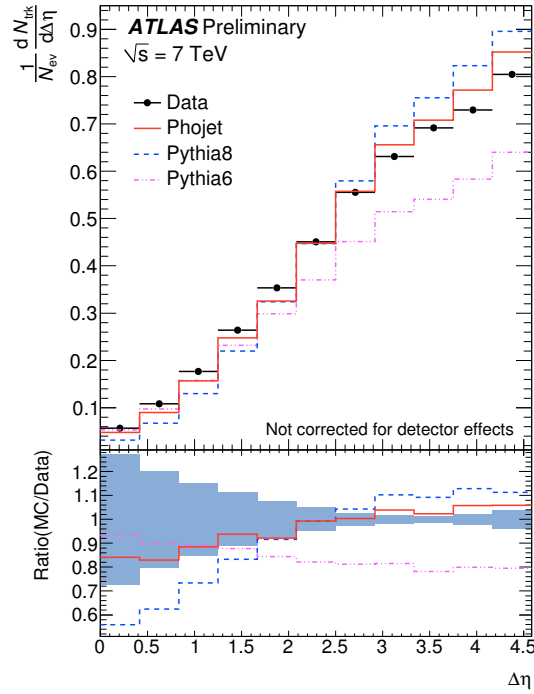 1/N_ev d N_trk/dΔη
ATLAS Preliminary
√s = 7 TeV
Data
Phojet
Pythia8
Pythia6
0.9
0.8
0.7
0.6
0.5
0.4
0.3
0.2
0.1
Not corrected for detector effects
Ratio(MC/Data)
1.2
1.1
1
0.9
0.8
0.7
0.6
0 0.5 1 1.5 2 2.5 3 3.5 4 4.5
Δη